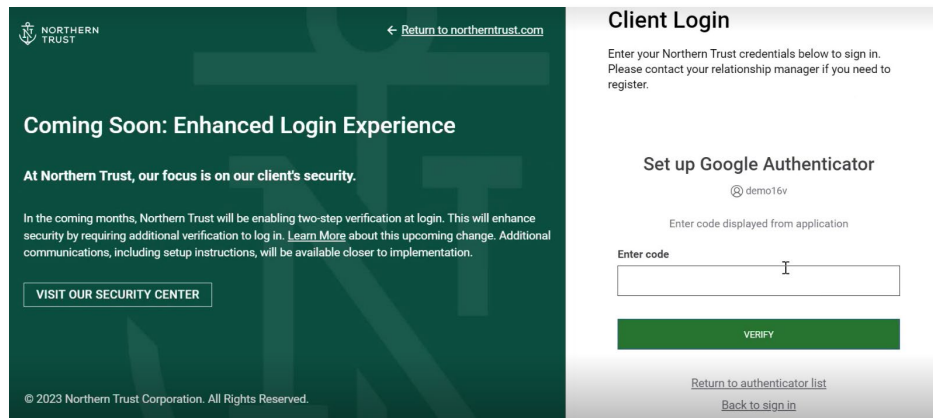 NORTHERN
TRUST
← Return to northerntrust.com
Coming Soon: Enhanced Login Experience
At Northern Trust, our focus is on our client's security.
In the coming months, Northern Trust will be enabling two-step verification at login. This will enhance
security by requiring additional verification to log in. Learn More about this upcoming change. Additional
communications, including setup instructions, will be available closer to implementation.
VISIT OUR SECURITY CENTER
© 2023 Northern Trust Corporation. All Rights Reserved.
Client Login
Enter your Northern Trust credentials below to sign in.
Please contact your relationship manager if you need to
register.
Set up Google Authenticator
demo16v
Enter code displayed from application
Enter code
VERIFY
Return to authenticator list
Back to sign in